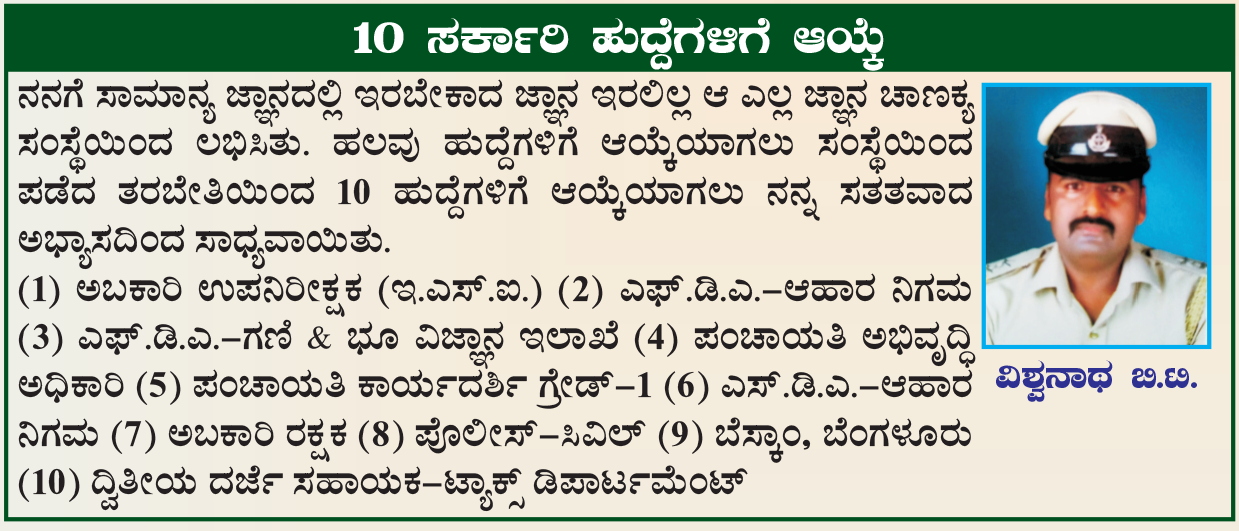 10 ಸರ್ಕಾರಿ ಹುದ್ದೆಗಳಿಗೆ ಆಯ್ಕೆ
ನನಗೆ ಸಾಮಾನ್ಯ ಜ್ಞಾನದಲ್ಲಿ ಇರಬೇಕಾದ ಜ್ಞಾನ ಇರಲಿಲ್ಲ ಆ ಎಲ್ಲ ಜ್ಞಾನ ಚಾಣಕ್ಯ
ಸಂಸ್ಥೆಯಿಂದ ಲಭಿಸಿತು. ಹಲವು ಹುದ್ದೆಗಳಿಗೆ ಆಯ್ಕೆಯಾಗಲು ಸಂಸ್ಥೆಯಿಂದ
ಪಡೆದ ತರಬೇತಿಯಿಂದ 10 ಹುದ್ದೆಗಳಿಗೆ ಆಯ್ಕೆಯಾಗಲು ನನ್ನ ಸತತವಾದ
ಅಭ್ಯಾಸದಿಂದ ಸಾಧ್ಯವಾಯಿತು.
(1) ಅಬಕಾರಿ ಉಪನಿರೀಕ್ಷಕ (ಇ.ಎಸ್.ಐ.) (2) ಎಫ್.ಡಿ.ಎ.–ಆಹಾರ ನಿಗಮ
(3) ಎಫ್.ಡಿ.ಎ.–ಗಣಿ & ಭೂ ವಿಜ್ಞಾನ ಇಲಾಖೆ (4) ಪಂಚಾಯತಿ ಅಭಿವೃದ್ಧಿ
ಅಧಿಕಾರಿ (5) ಪಂಚಾಯತಿ ಕಾರ್ಯದರ್ಶಿ ಗ್ರೇಡ್–1 (6) ಎಸ್.ಡಿ.ಎ.–ಆಹಾರ
ನಿಗಮ (7) ಅಬಕಾರಿ ರಕ್ಷಕ (8) ಪೊಲೀಸ್–ಸಿವಿಲ್ (9) ಬೆಸ್ಕಾಂ, ಬೆಂಗಳೂರು
(10) ದ್ವಿತೀಯ ದರ್ಜೆ ಸಹಾಯಕ–ಟ್ಯಾಕ್ಸ್ ಡಿಪಾರ್ಟಮೆಂಟ್
ವಿಶ್ವನಾಥ ಬಿ.ಟಿ.